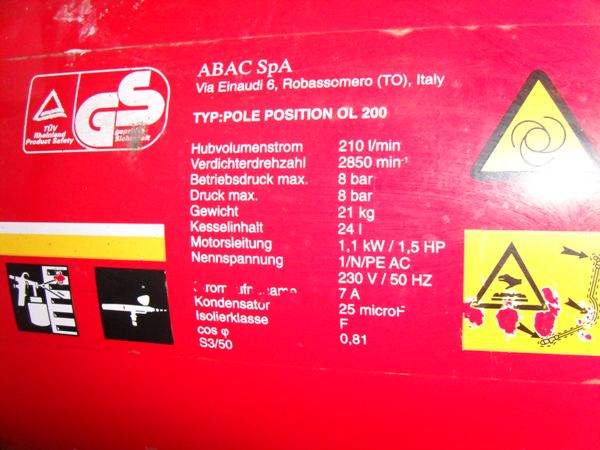 ABAC SpA
Via Einaudi 6, Robassomero (TO), Italy
TÜV
Rheinland
Product Safety
GS
geprüfte
Sicherheit
TYP:POLE POSITION OL 200
Hubvolumenstrom 210 l/min
Verdichterdrehzahl 2850 min⁻¹
Betriebsdruck max. 8 bar
Druck max. 8 bar
Gewicht 21 kg
Kesselinhalt 24 l
Motorsleitung 1,1 kW / 1,5 HP
Nennspannung 1/N/PE AC
230 V / 50 HZ
7 A
Kondensator 25 microF
Isolierklasse F
cos φ 0,81
S3/50